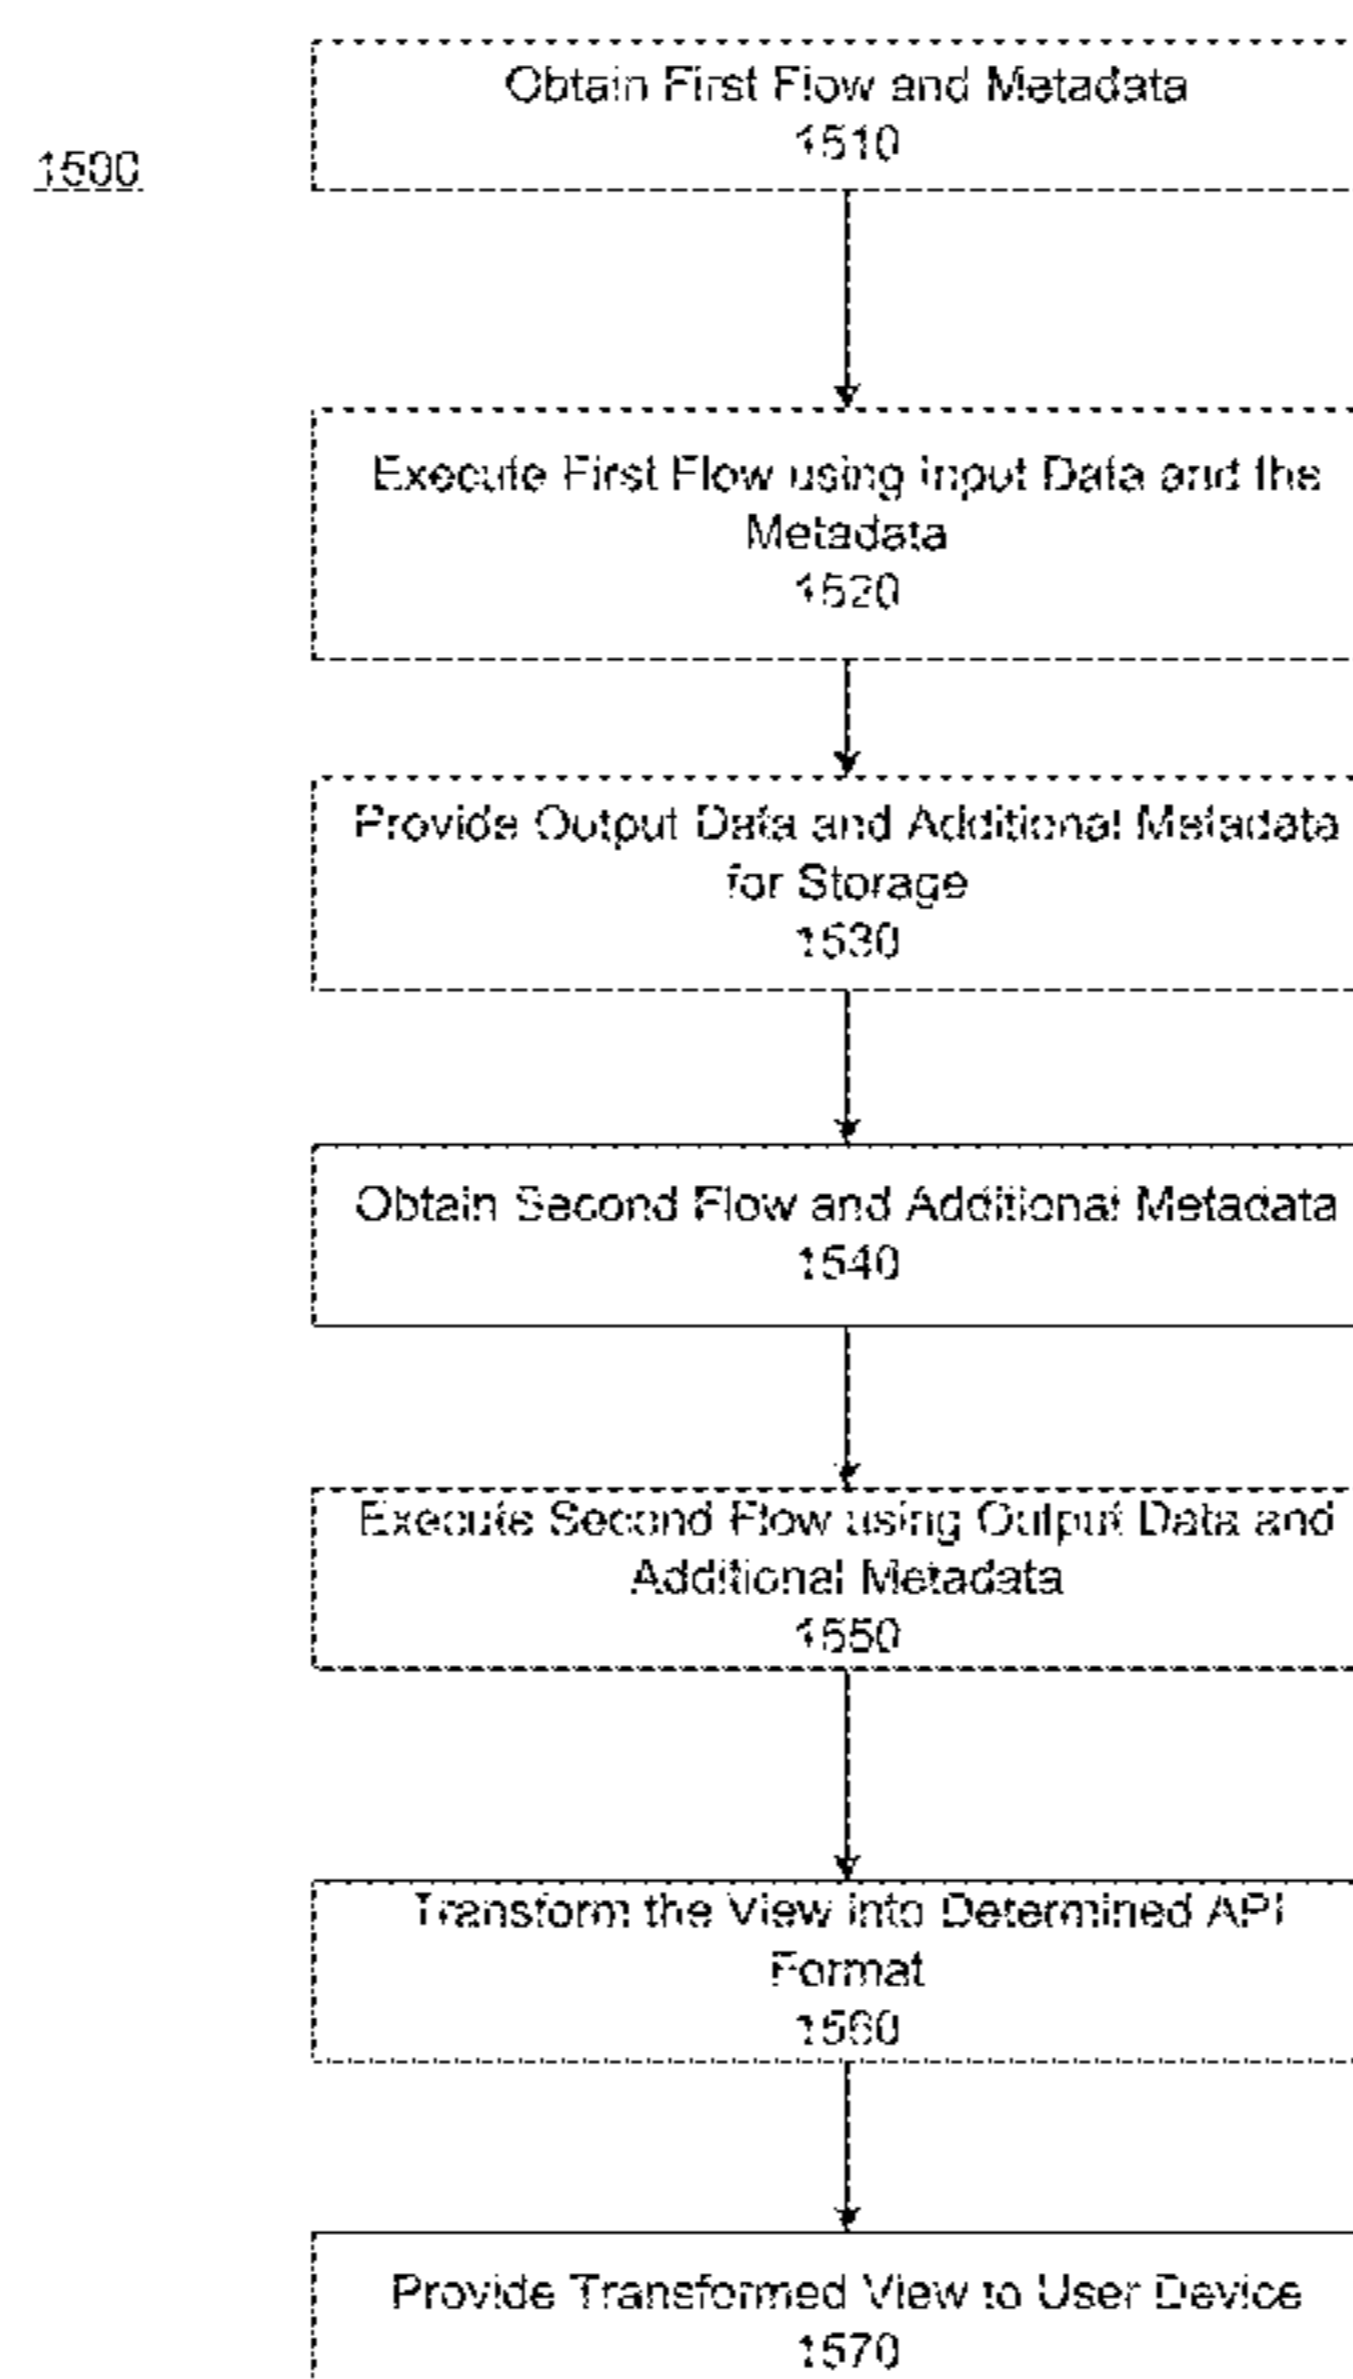 Obtain First Flow and Metadata
1510
1500
Execute First Flow using Input Data and the
Metadata
1520
Provide Output Data and Additional Metadata
for Storage
1530
Obtain Second Flow and Additional Metadata
1540
Execute Second Flow using Output Data and
Additional Metadata
1550
Transform the View into Determined API
Format
1560
Provide Transformed View to User Device
1570